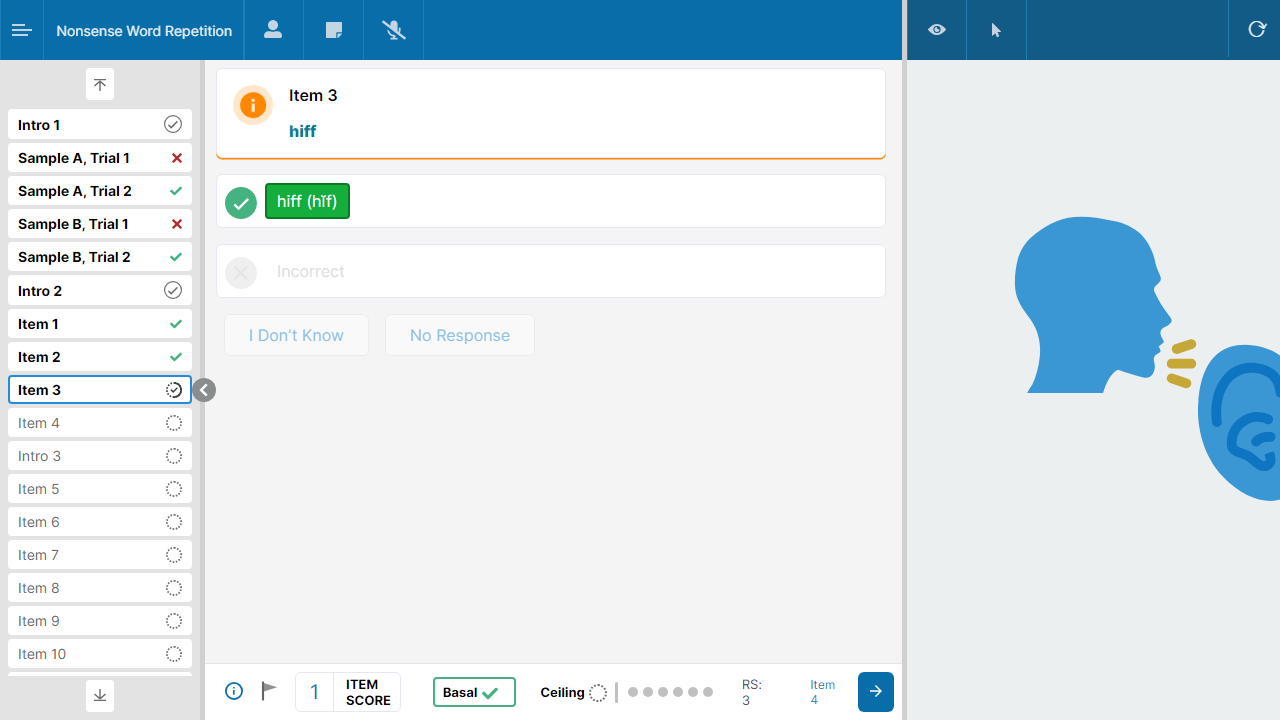 Nonsense Word Repetition
Intro 1
Sample A, Trial 1
Sample A, Trial 2
Sample B, Trial 1
Sample B, Trial 2
Intro 2
Item 1
Item 2
Item 3
Item 4
Intro 3
Item 5
Item 6
Item 7
Item 8
Item 9
Item 10
Item 3
hiff
hiff (hĭf)
Incorrect
I Don't Know
No Response
1
ITEM
SCORE
Basal
Ceiling
RS:
3
Item
4